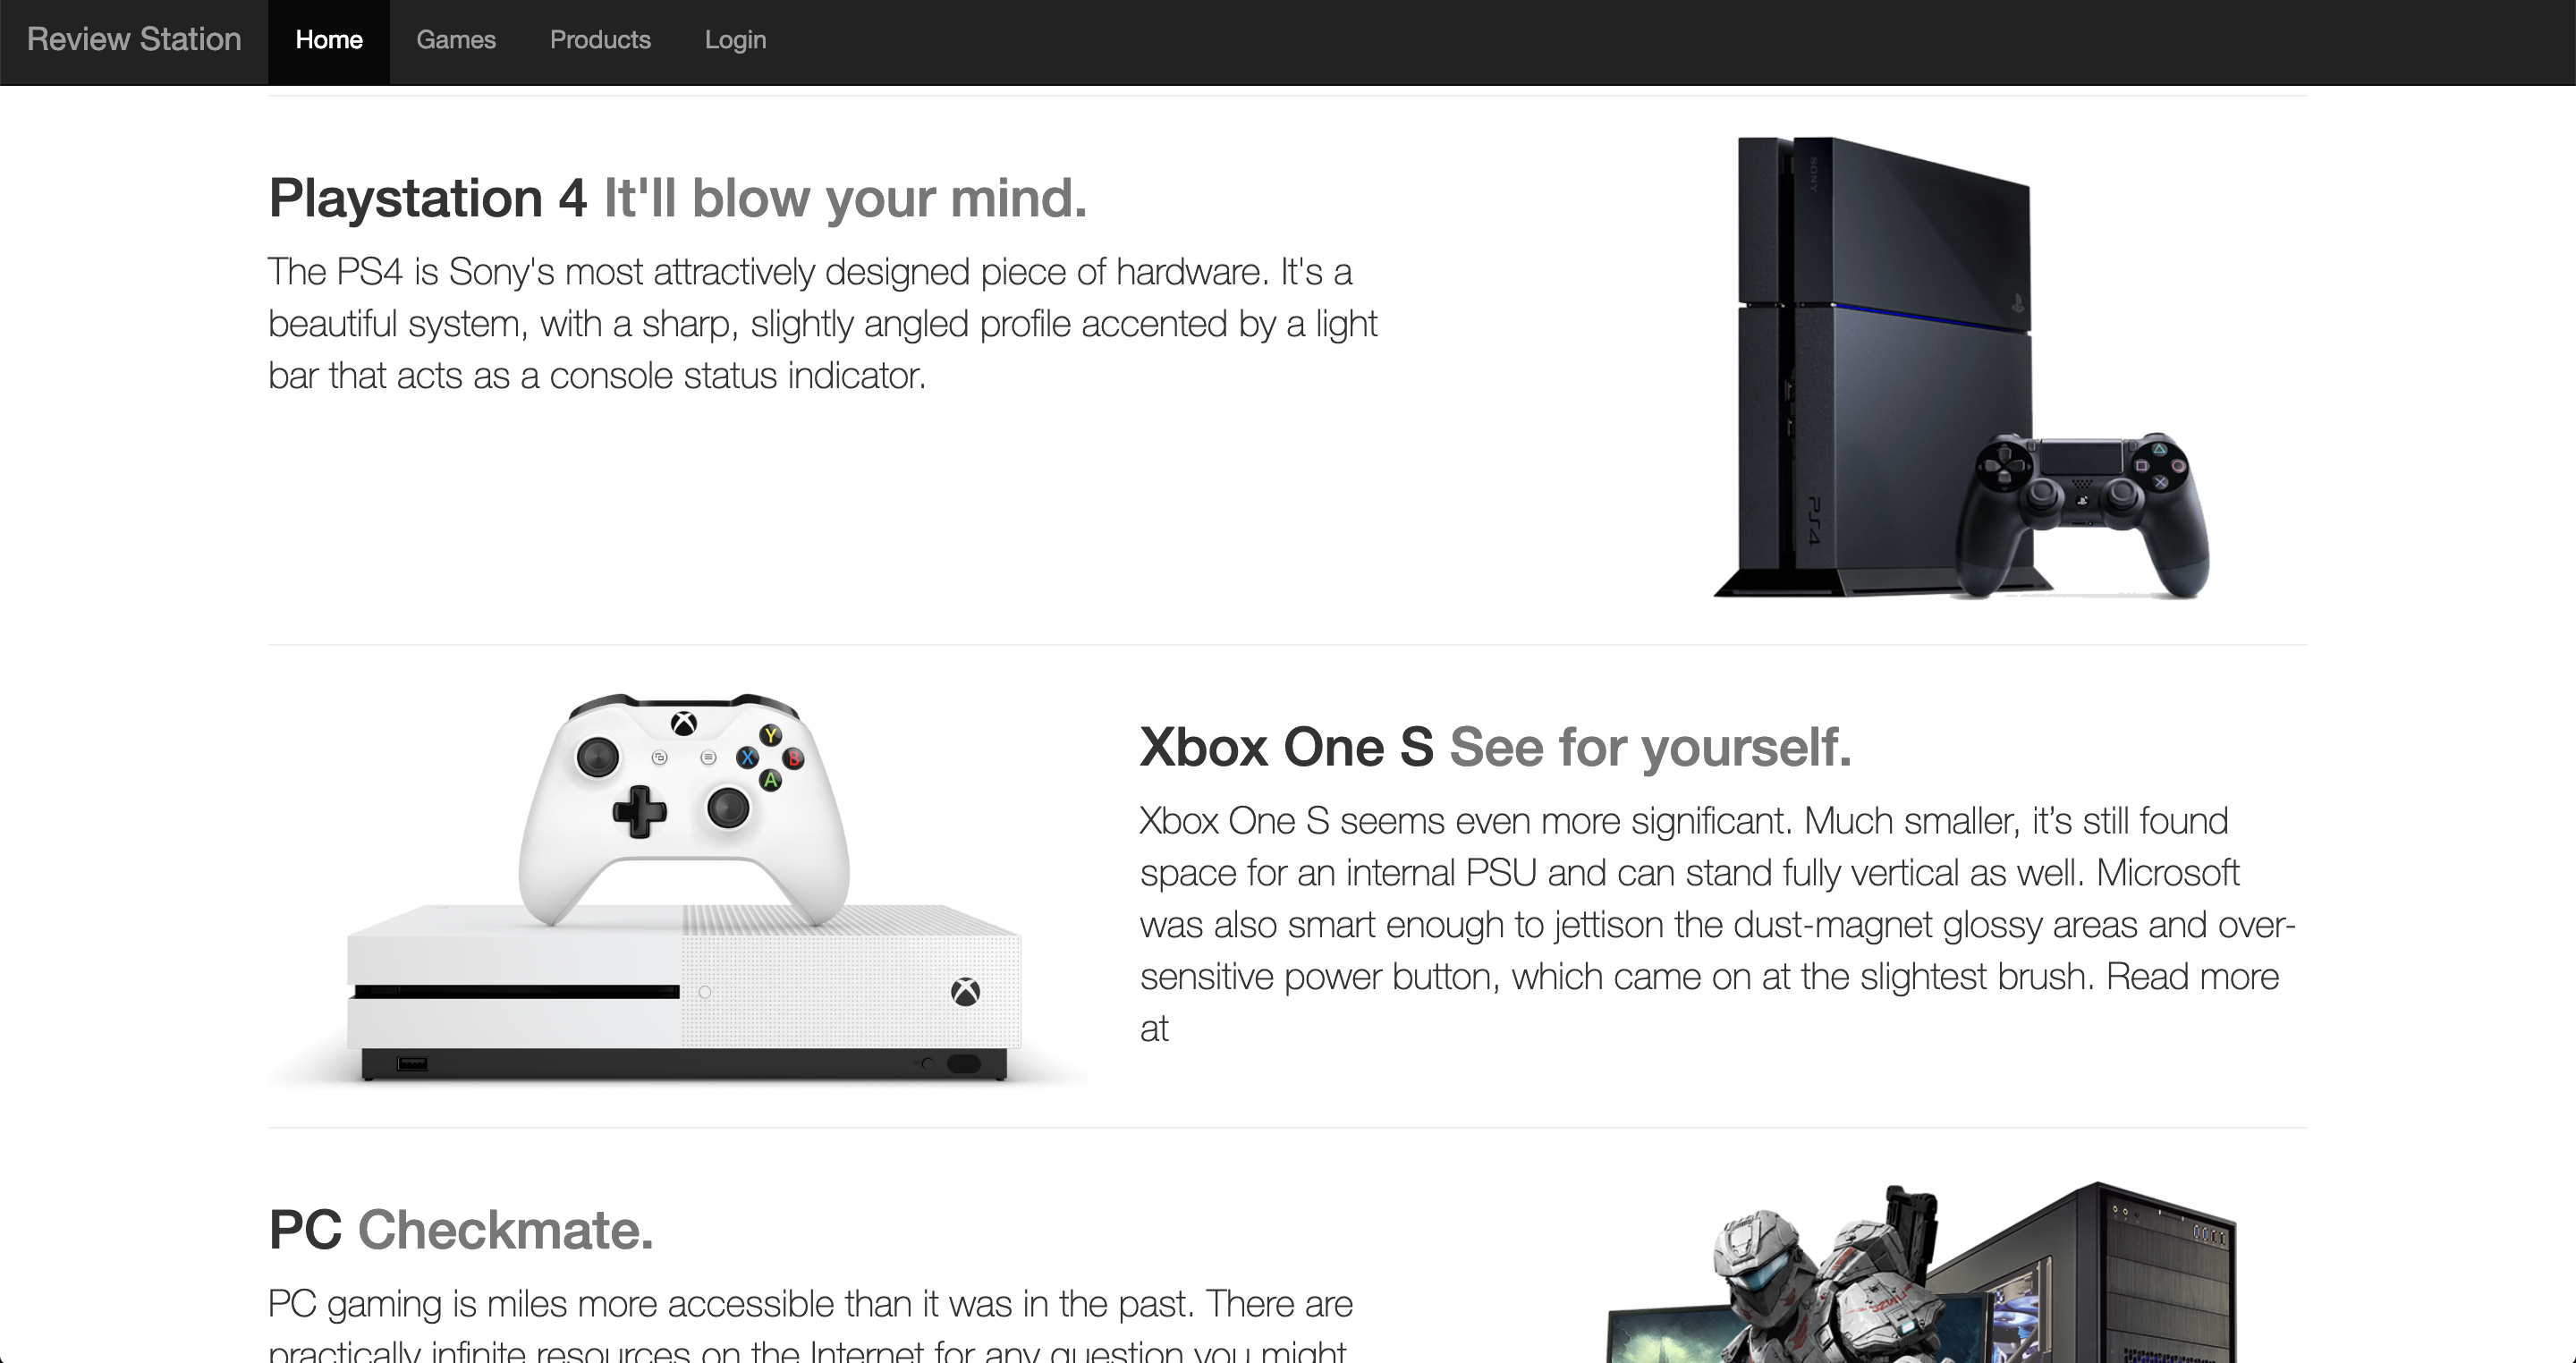 Review Station Home Games Products Login
Playstation 4 It'll blow your mind.
The PS4 is Sony's most attractively designed piece of hardware. It's a
beautiful system, with a sharp, slightly angled profile accented by a light
bar that acts as a console status indicator.
SONY
PS4
Xbox One S See for yourself.
Xbox One S seems even more significant. Much smaller, it’s still found
space for an internal PSU and can stand fully vertical as well. Microsoft
was also smart enough to jettison the dust-magnet glossy areas and over-
sensitive power button, which came on at the slightest brush. Read more
at
Y
X B
A
PC Checkmate.
PC gaming is miles more accessible than it was in the past. There are
practically infinite resources on the Internet for any question you might